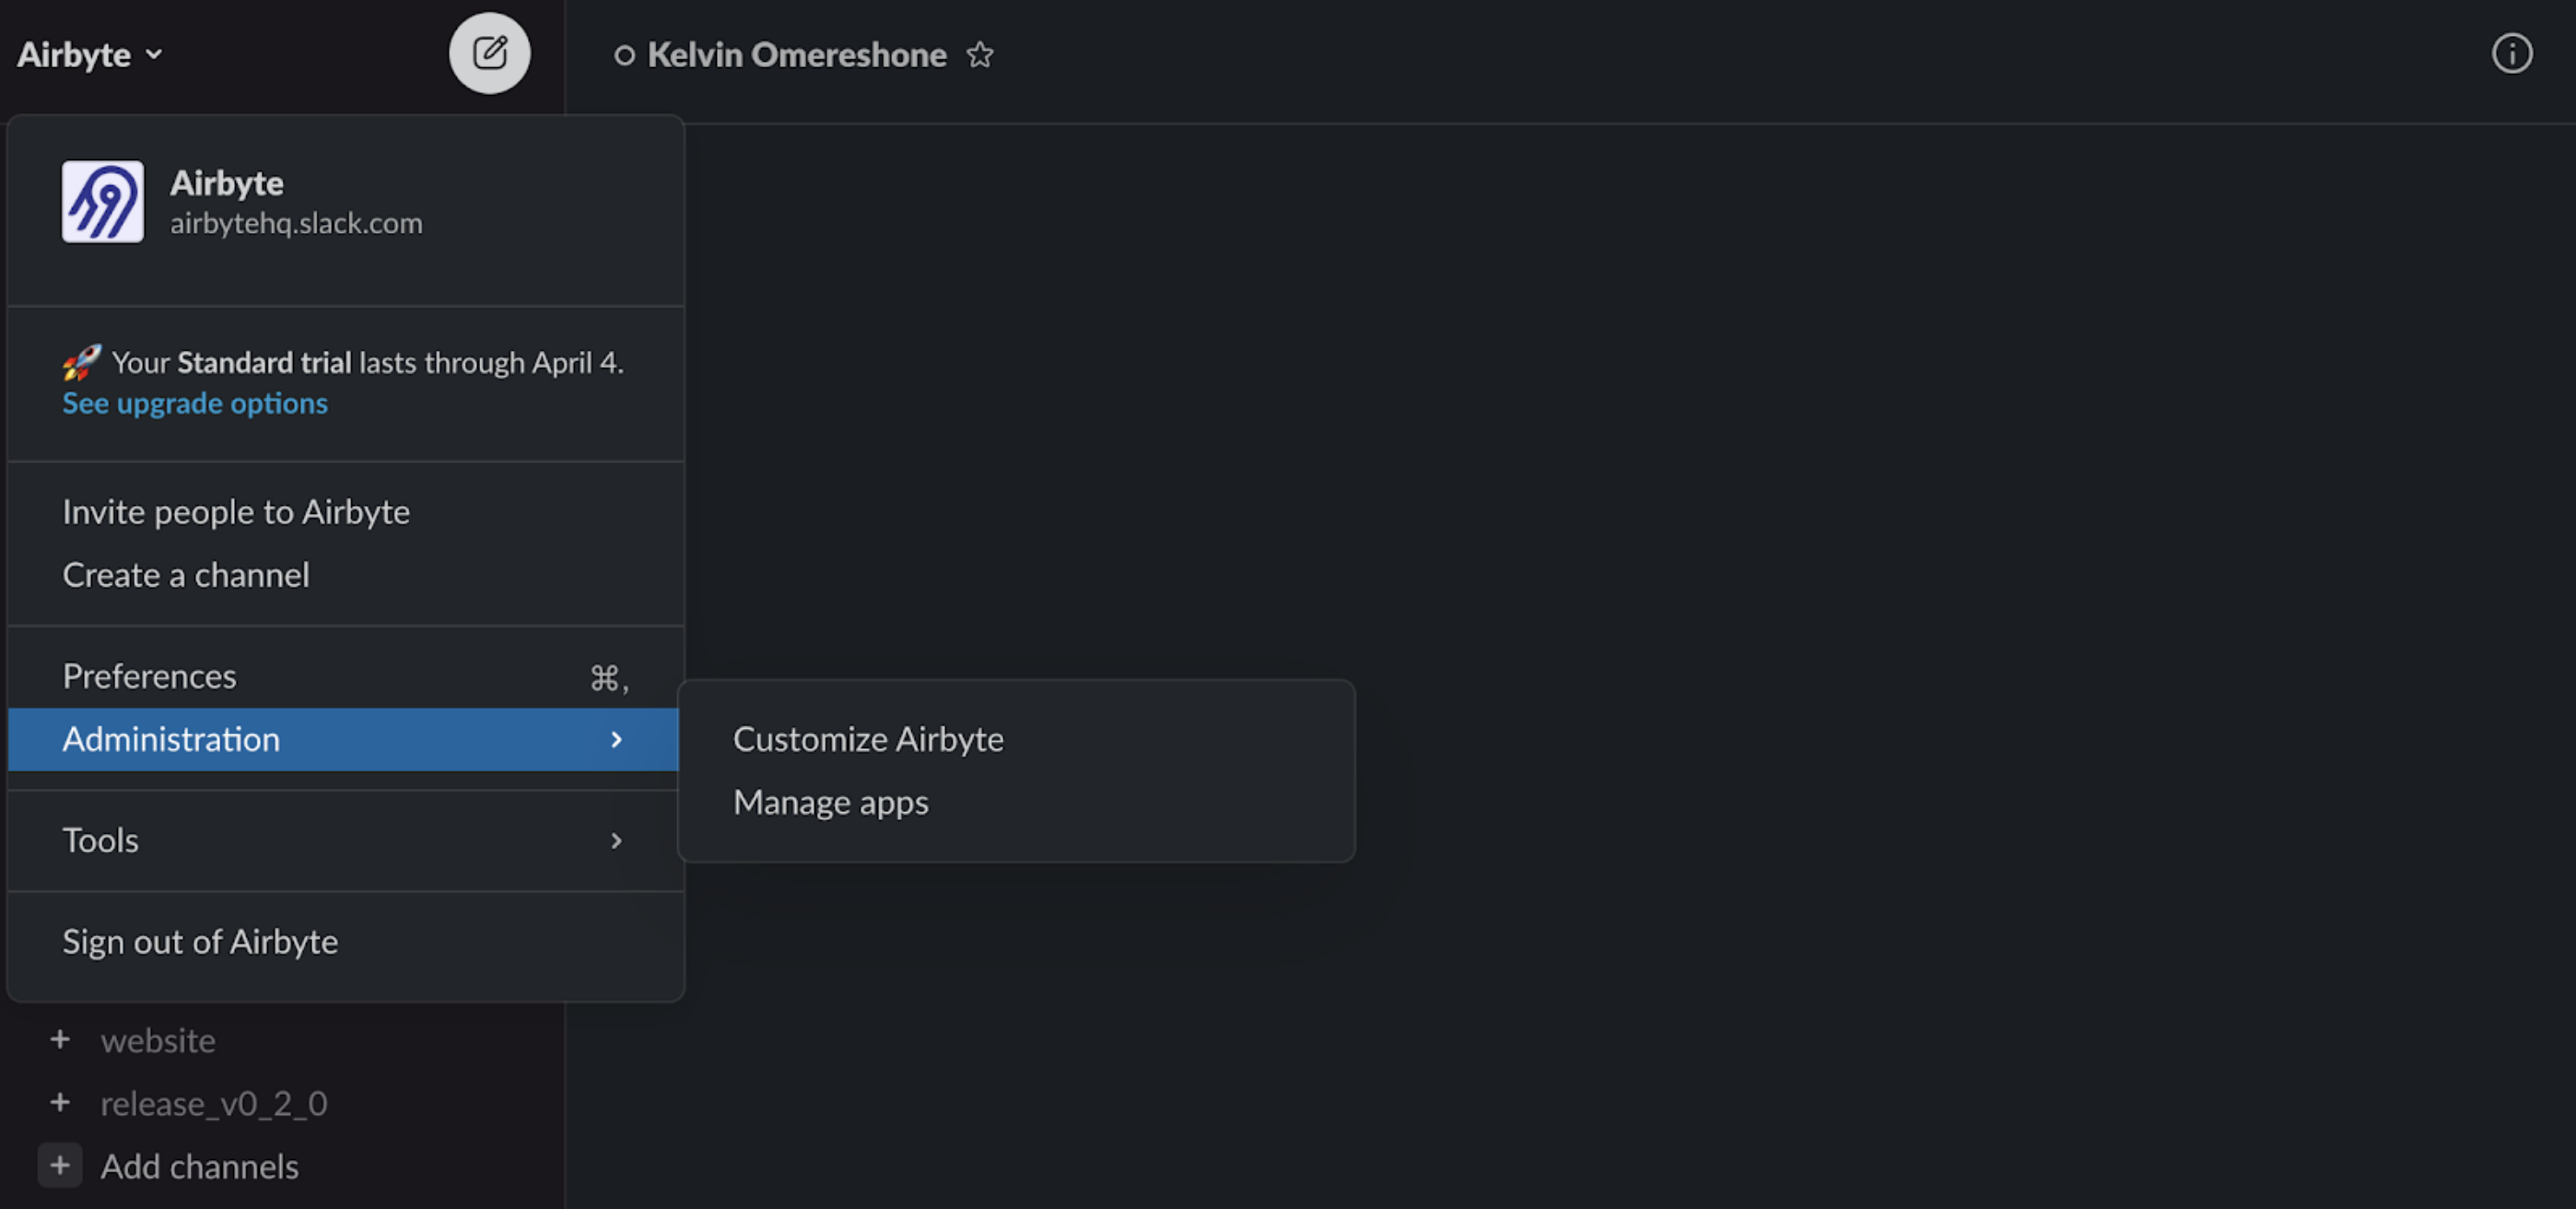 Airbyte
Kelvin Omereshone
Airbyte
airbytehq.slack.com
Your Standard trial lasts through April 4.
See upgrade options
Invite people to Airbyte
Create a channel
Preferences ⌘,
Administration
Customize Airbyte
Manage apps
Tools
Sign out of Airbyte
+ website
+ release_v0_2_0
+ Add channels